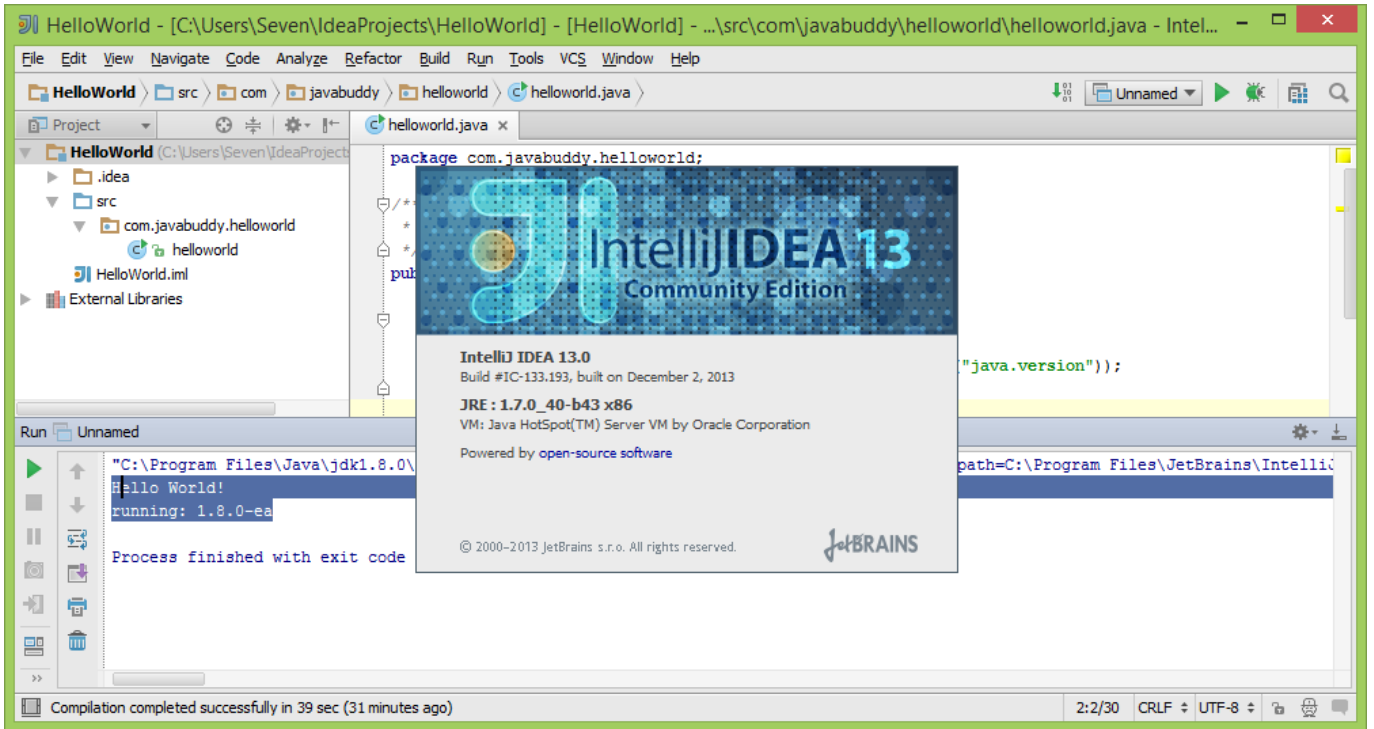 HelloWorld - [C:\Users\Seven\IdeaProjects\HelloWorld] - [HelloWorld] - ...\src\com\javabuddy\helloworld\helloworld.java - Intel...
File Edit View Navigate Code Analyze Refactor Build Run Tools VCS Window Help
HelloWorld src com javabuddy helloworld helloworld.java
Unnamed
Project
helloworld.java
HelloWorld (C:\Users\Seven\IdeaProjects
.idea
src
com.javabuddy.helloworld
helloworld
HelloWorld.iml
External Libraries
package com.javabuddy.helloworld;
/**
*
*/
pub
("java.version"));
IntelliJ IDEA 13
Community Edition
IntelliJ IDEA 13.0
Build #IC-133.193, built on December 2, 2013
JRE : 1.7.0_40-b43 x86
VM: Java HotSpot(TM) Server VM by Oracle Corporation
Powered by open-source software
© 2000–2013 JetBrains s.r.o. All rights reserved.
JETBRAINS
Run Unnamed
"C:\Program Files\Java\jdk1.8.0\ path=C:\Program Files\JetBrains\IntelliJ
Hello World!
running: 1.8.0-ea
Process finished with exit code
Compilation completed successfully in 39 sec (31 minutes ago)
2:2/30 CRLF UTF-8